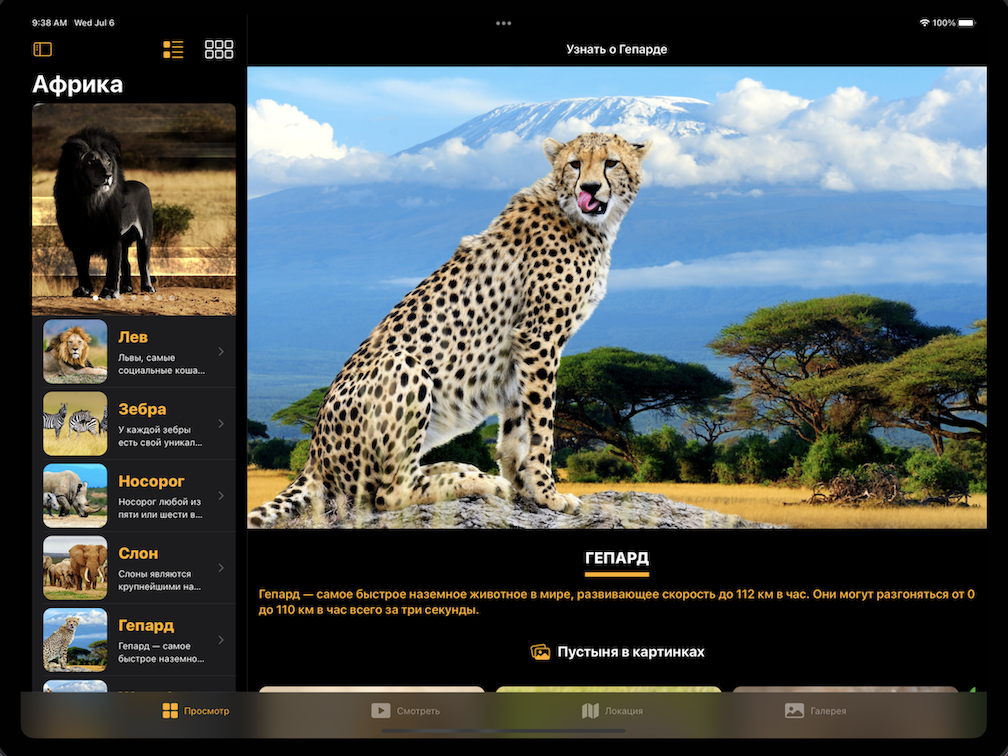 9:38 AM Wed Jul 6
100%
Африка
Узнать о Гепарде
Лев
Львы, самые
социальные коша...
Зебра
У каждой зебры
есть свой уникал...
Носорог
Носорог любой из
пяти или шести в...
Слон
Слоны являются
крупнейшими на...
Гепард
Гепард — самое
быстрое наземно...
ГЕПАРД
Гепард — самое быстрое наземное животное в мире, развивающее скорость до 112 км в час. Они могут разгоняться от 0
до 110 км в час всего за три секунды.
Пустыня в картинках
Просмотр
Смотреть
Локация
Галерея